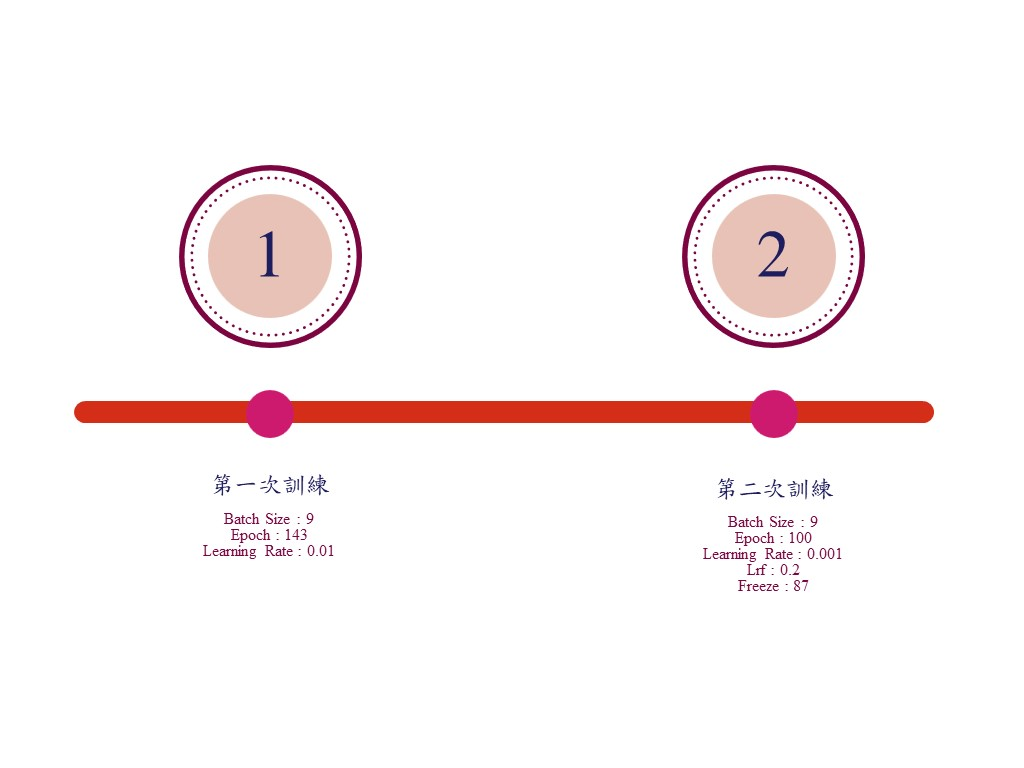 1
第一次訓練
Batch Size : 9
Epoch : 143
Learning Rate : 0.01
2
第二次訓練
Batch Size : 9
Epoch : 100
Learning Rate : 0.001
Lrf : 0.2
Freeze : 87